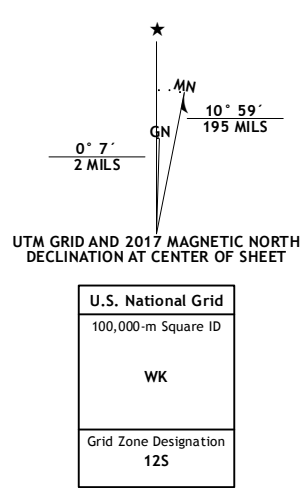 ★
MN
GN
10° 59´
195 MILS
0° 7´
2 MILS
UTM GRID AND 2017 MAGNETIC NORTH
DECLINATION AT CENTER OF SHEET
U.S. National Grid
100,000-m Square ID
WK
Grid Zone Designation
12S